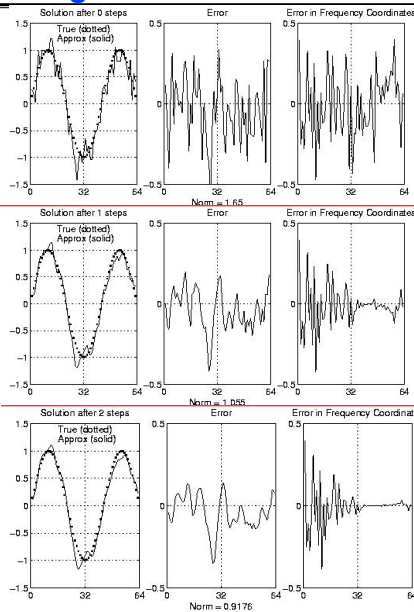 Solution after 0 steps
Error
Error in Frequency Coordinates
True (dotted)
Approx (solid)
1.5
1
0.5
0
−0.5
−1
−1.5
0 32 64
0.5
0
−0.5
0 32 64
Norm = 1.65
0.5
0
−0.5
0 32 64
Solution after 1 steps
Error
Error in Frequency Coordinates
True (dotted)
Approx (solid)
1.5
1
0.5
0
−0.5
−1
−1.5
0 32 64
0.5
0
−0.5
0 32 64
Norm = 1.055
0.5
0
−0.5
0 32 64
Solution after 2 steps
Error
Error in Frequency Coordinat
True (dotted)
Approx (solid)
1.5
1
0.5
0
−0.5
−1
−1.5
0 32 64
0.5
0
−0.5
0 32 64
Norm = 0.9176
0.5
0
−0.5
0 32 64